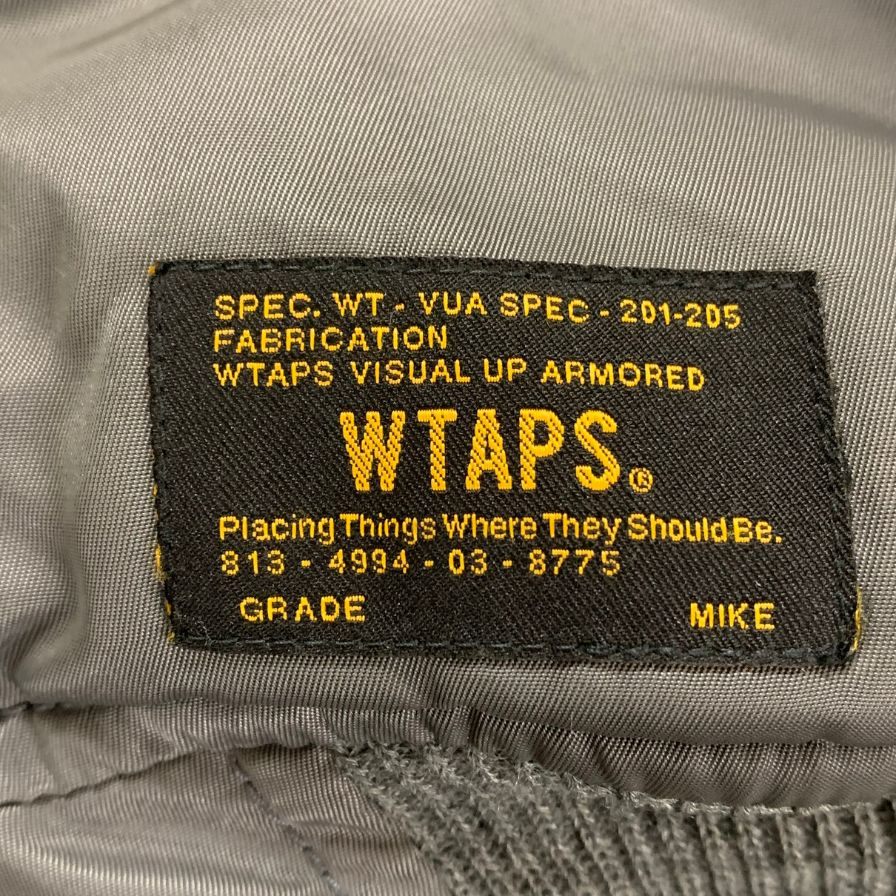 SPEC. WT - VUA SPEC - 201-205
FABRICATION
WTAPS VISUAL UP ARMORED
WTAPS®
Placing Things Where They Should Be.
813 - 4994 - 03 - 8775
GRADE MIKE